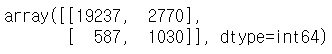 array([[19237,  2770],
       [  587,  1030]], dtype=int64)